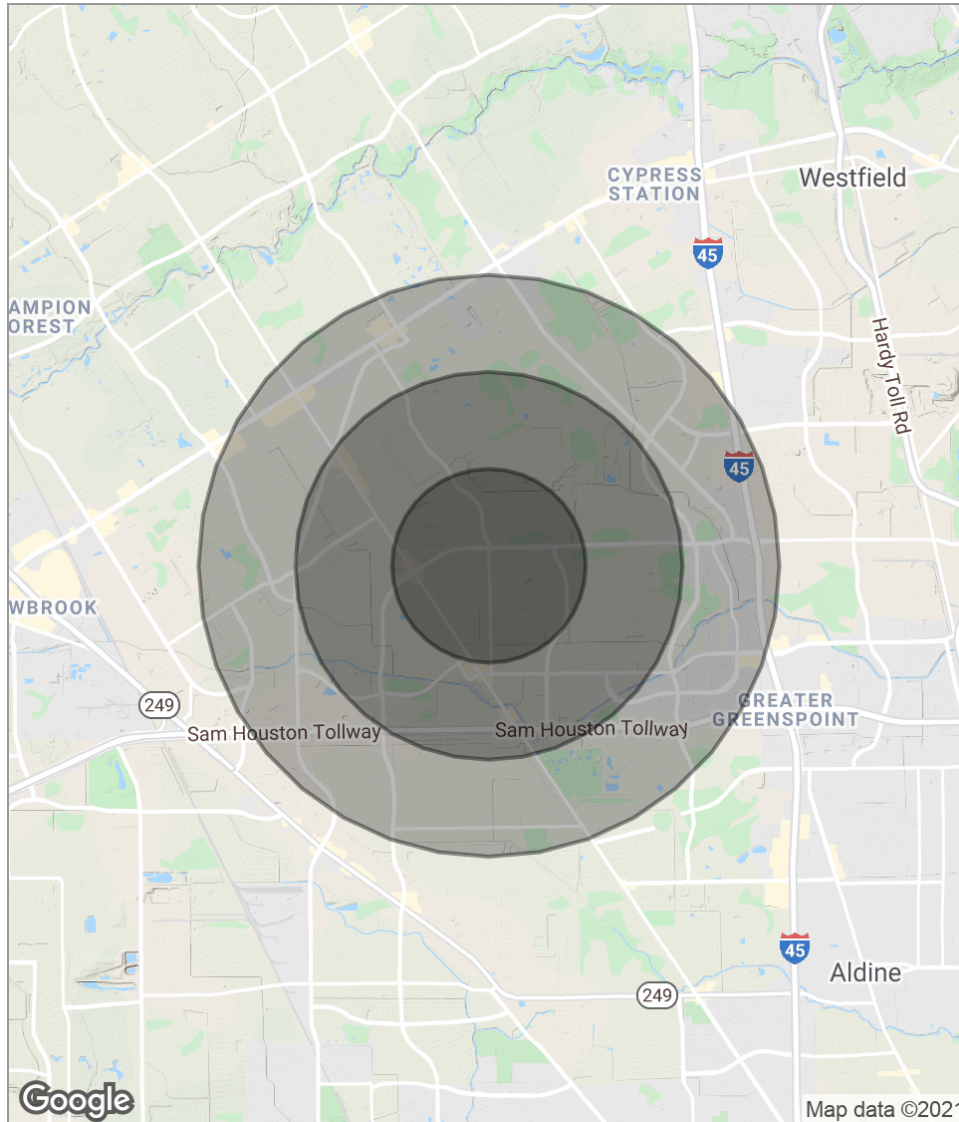 CYPRESS
STATION
Westfield
45
AMPION
OREST
Hardy Toll Rd
45
WBROOK
249
GREATER
GREENSPOINT
Sam Houston Tollway
Sam Houston Tollway
45
Aldine
249
Google
Map data ©2021